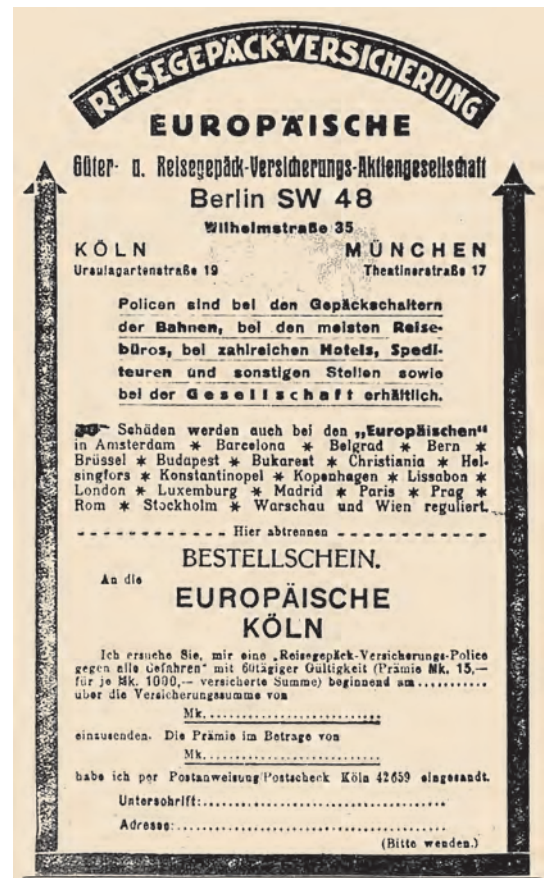 REISEGEPÄCK-VERSICHERUNG
EUROPÄISCHE
Güter- u. Reisegepäck-Versicherungs-Aktiengesellschaft
Berlin SW 48
Wilhelmstraße 35
KÖLN MÜNCHEN
Ursulagartenstraße 19 Theatinerstraße 17
Policen sind bei den Gepäckschaltern
der Bahnen, bei den meisten Reise-
büros, bei zahlreichen Hotels, Spedi-
teuren und sonstigen Stellen sowie
bei der Gesellschaft erhältlich.
Schäden werden auch bei den „Europäischen“
in Amsterdam * Barcelona * Belgrad * Bern *
Brüssel * Budapest * Bukarest * Christiania * Hel-
singfors * Konstantinopel * Kopenhagen * Lissabon *
London * Luxemburg * Madrid * Paris * Prag *
Rom * Stockholm * Warschau und Wien reguliert.
Hier abtrennen
BESTELLSCHEIN.
An die
EUROPÄISCHE
KÖLN
Ich ersuche Sie, mir eine „Reisegepäck-Versicherungs-Police
gegen alle Gefahren“ mit 60tägiger Gültigkeit (Prämie Mk. 15,—
für je Mk. 1000,— versicherte Summe) beginnend am...........
über die Versicherungssumme von
Mk..........................
einzusenden. Die Prämie im Betrage von
Mk..........................
habe ich per Postanweisung/Postscheck Köln 42659 eingesandt.
Unterschrift:....................................
Adresse:........................................
(Bitte wenden.)